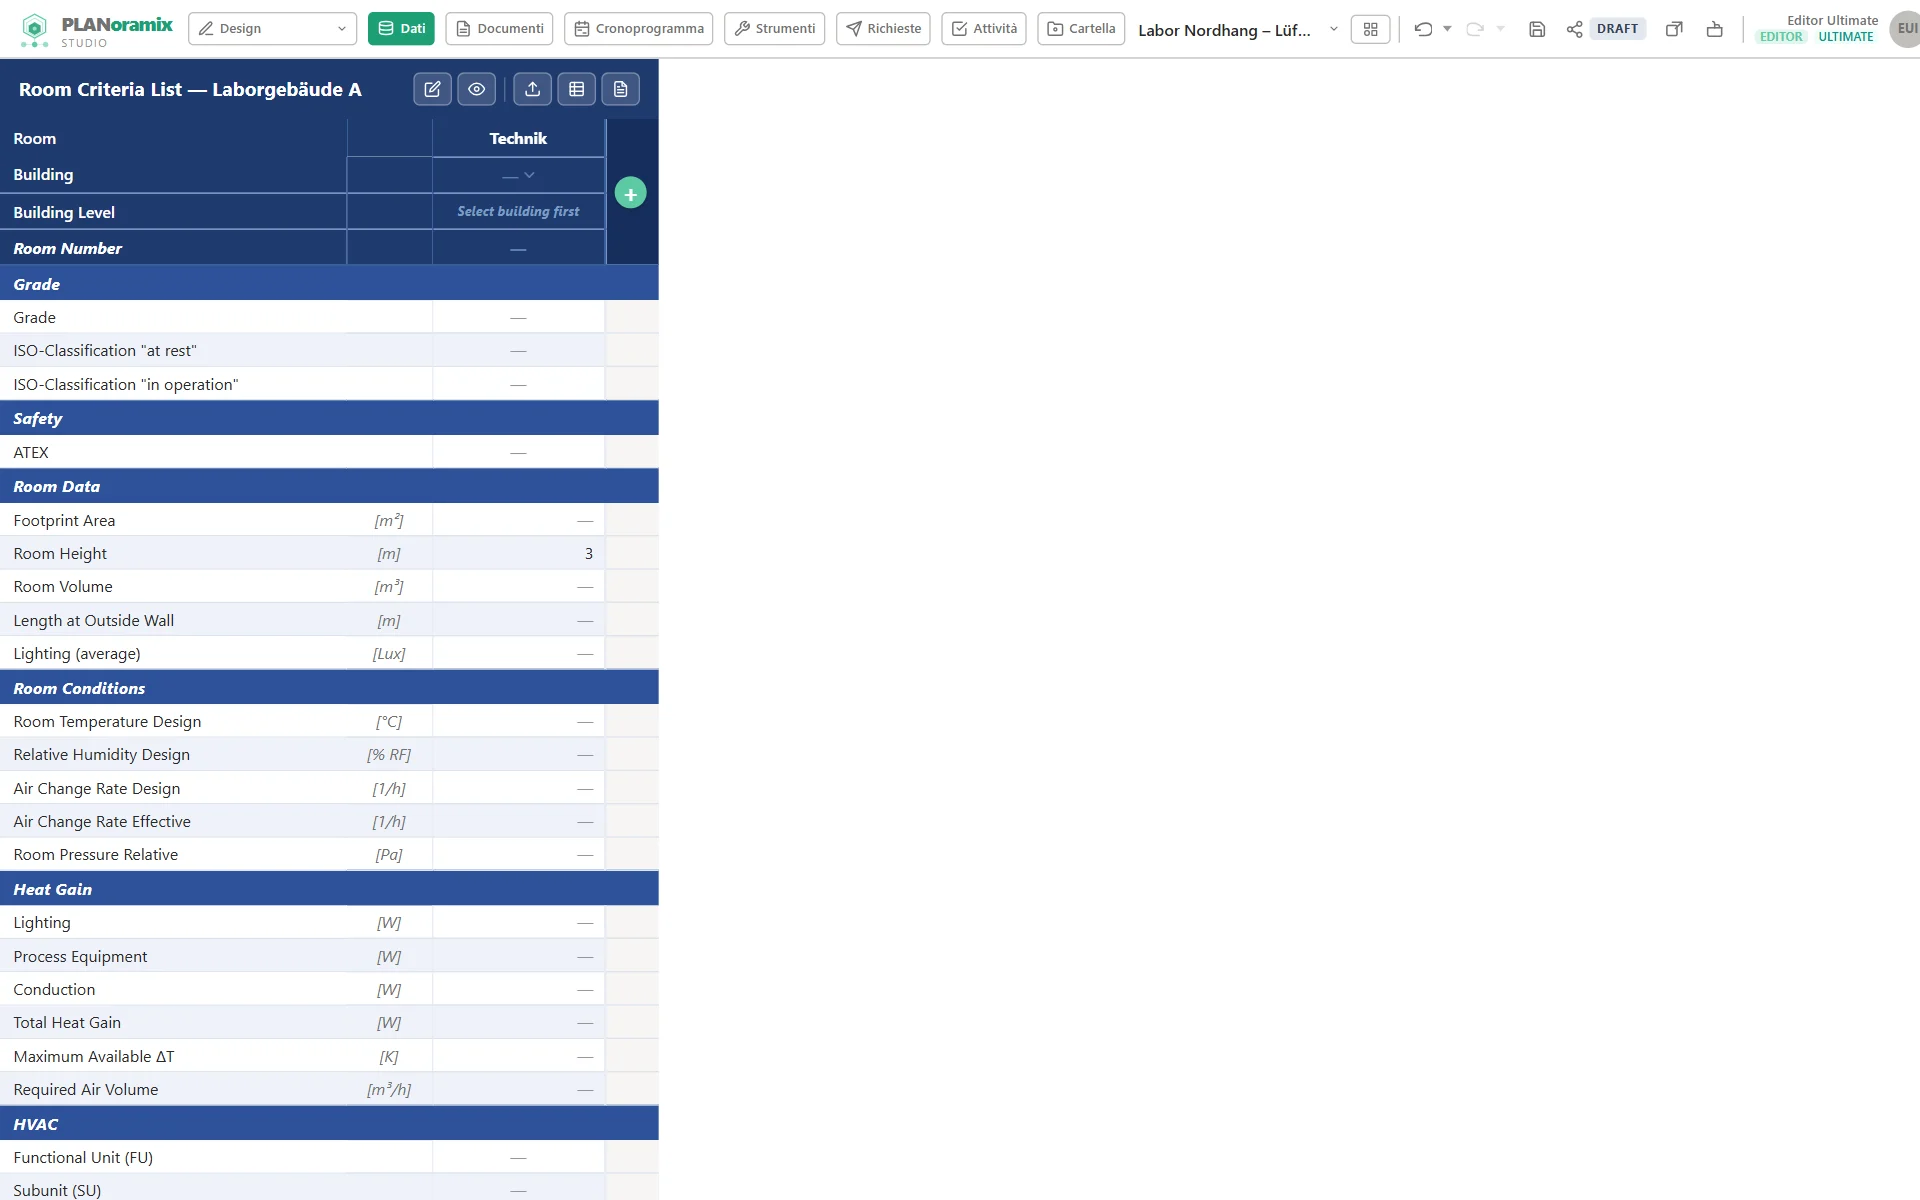 PLANoramix
STUDIO
Design
Dati
Documenti
Cronoprogramma
Strumenti
Richieste
Attività
Cartella
Labor Nordhang – Lüf...
DRAFT
Editor Ultimate
EDITOR ULTIMATE
EUI
Room Criteria List — Laborgebäude A
Room Technik
Building —
Building Level Select building first
Room Number —
+
Grade
Grade —
ISO-Classification "at rest" —
ISO-Classification "in operation" —
Safety
ATEX —
Room Data
Footprint Area [m²] —
Room Height [m] 3
Room Volume [m³] —
Length at Outside Wall [m] —
Lighting (average) [Lux] —
Room Conditions
Room Temperature Design [°C] —
Relative Humidity Design [% RF] —
Air Change Rate Design [1/h] —
Air Change Rate Effective [1/h] —
Room Pressure Relative [Pa] —
Heat Gain
Lighting [W] —
Process Equipment [W] —
Conduction [W] —
Total Heat Gain [W] —
Maximum Available ΔT [K] —
Required Air Volume [m³/h] —
HVAC
Functional Unit (FU) —
Subunit (SU) —